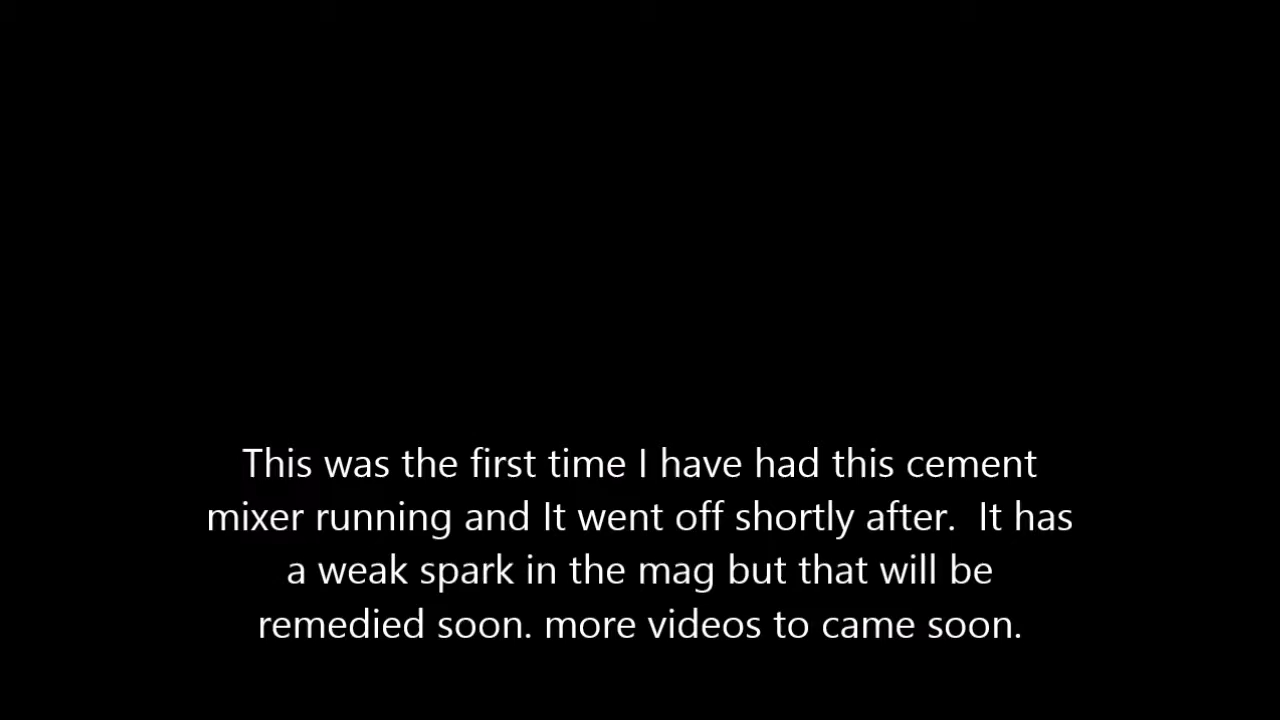 This was the first time I have had this cement
mixer running and It went off shortly after.  It has
a weak spark in the mag but that will be
remedied soon. more videos to came soon.